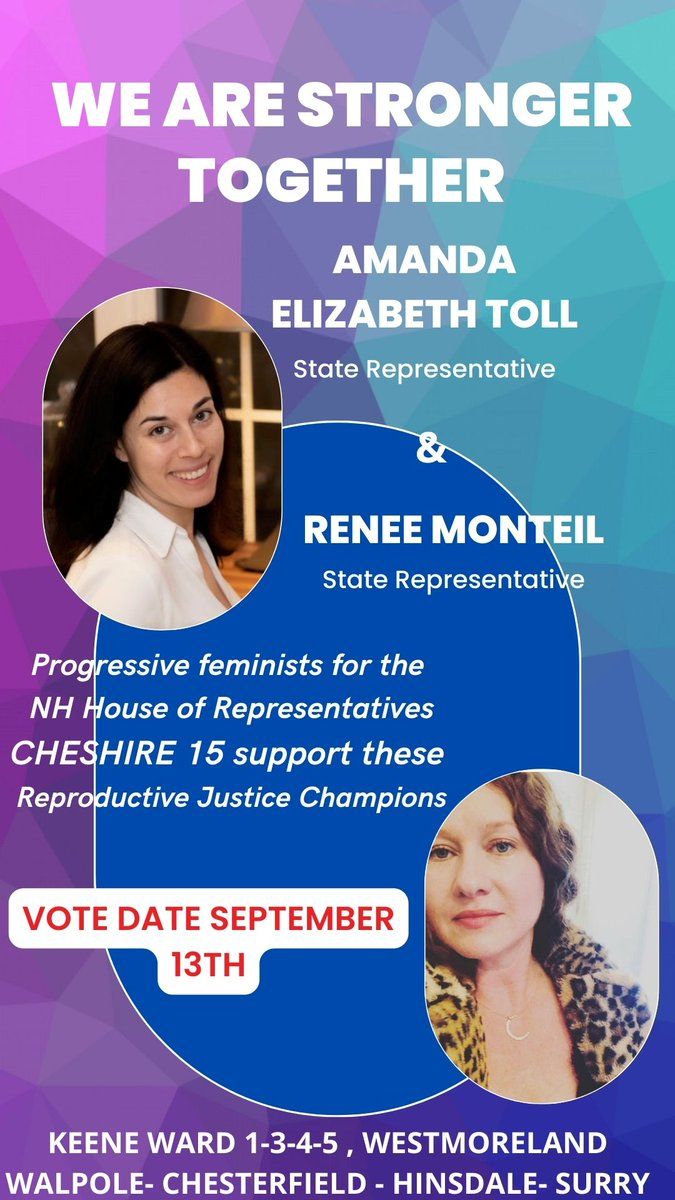 WE ARE STRONGER
TOGETHER
AMANDA
ELIZABETH TOLL
State Representative
&
RENEE MONTEIL
State Representative
Progressive feminists for the
NH House of Representatives
CHESHIRE 15 support these
Reproductive Justice Champions
VOTE DATE SEPTEMBER
13TH
KEENE WARD 1-3-4-5 , WESTMORELAND
WALPOLE- CHESTERFIELD - HINSDALE- SURRY